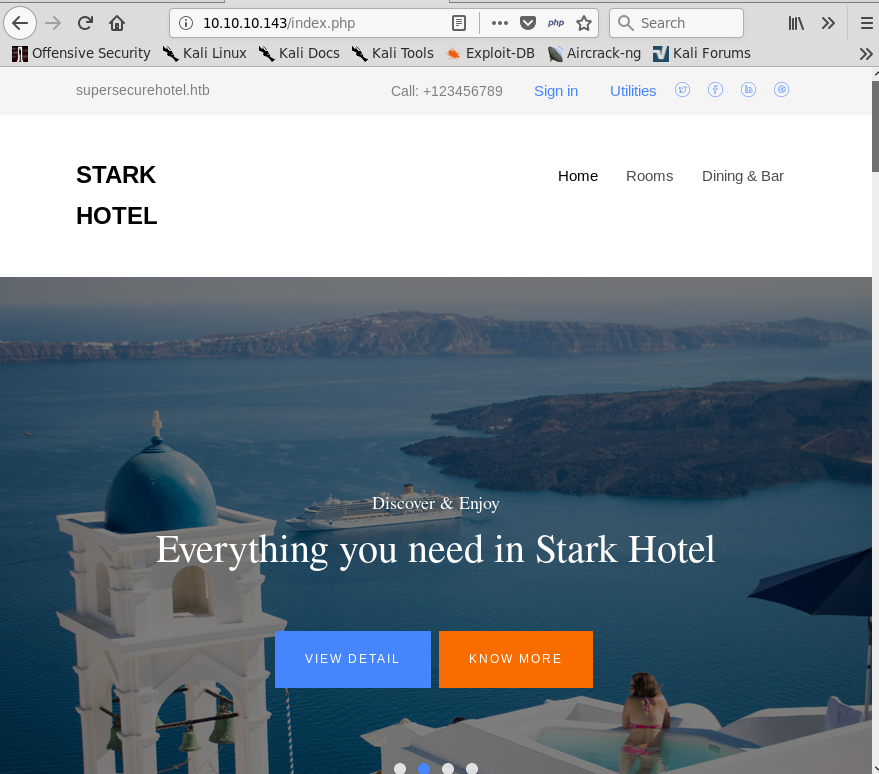 10.10.10.143/index.php
php
Search
Offensive Security Kali Linux Kali Docs Kali Tools Exploit-DB Aircrack-ng Kali Forums
supersecurehotel.htb Call: +123456789 Sign in Utilities
STARK
HOTEL
Home Rooms Dining & Bar
Discover & Enjoy
Everything you need in Stark Hotel
VIEW DETAIL KNOW MORE